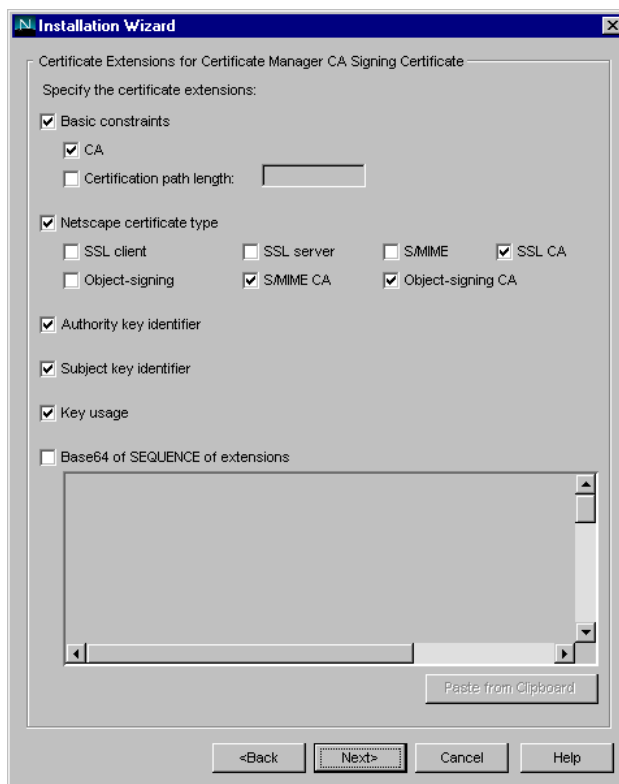 N Installation Wizard
Certificate Extensions for Certificate Manager CA Signing Certificate
Specify the certificate extensions:
Basic constraints
CA
Certification path length:
Netscape certificate type
SSL client SSL server S/MIME SSL CA
Object-signing S/MIME CA Object-signing CA
Authority key identifier
Subject key identifier
Key usage
Base64 of SEQUENCE of extensions
Paste from Clipboard
<Back Next> Cancel Help